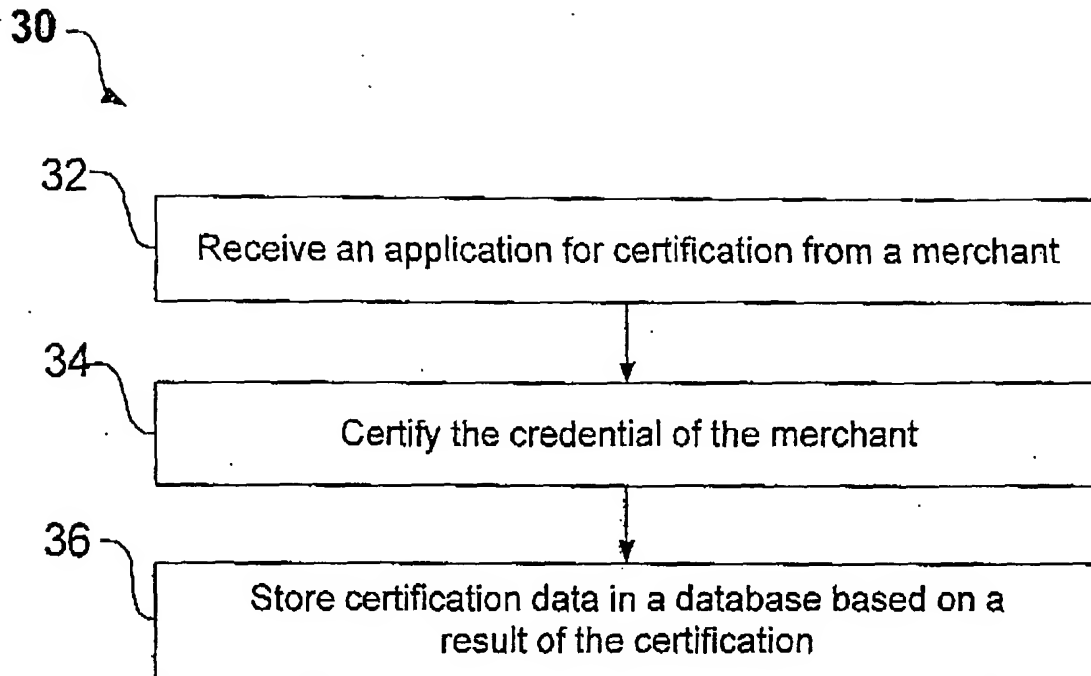 30
32
Receive an application for certification from a merchant
34
Certify the credential of the merchant
36
Store certification data in a database based on a
result of the certification